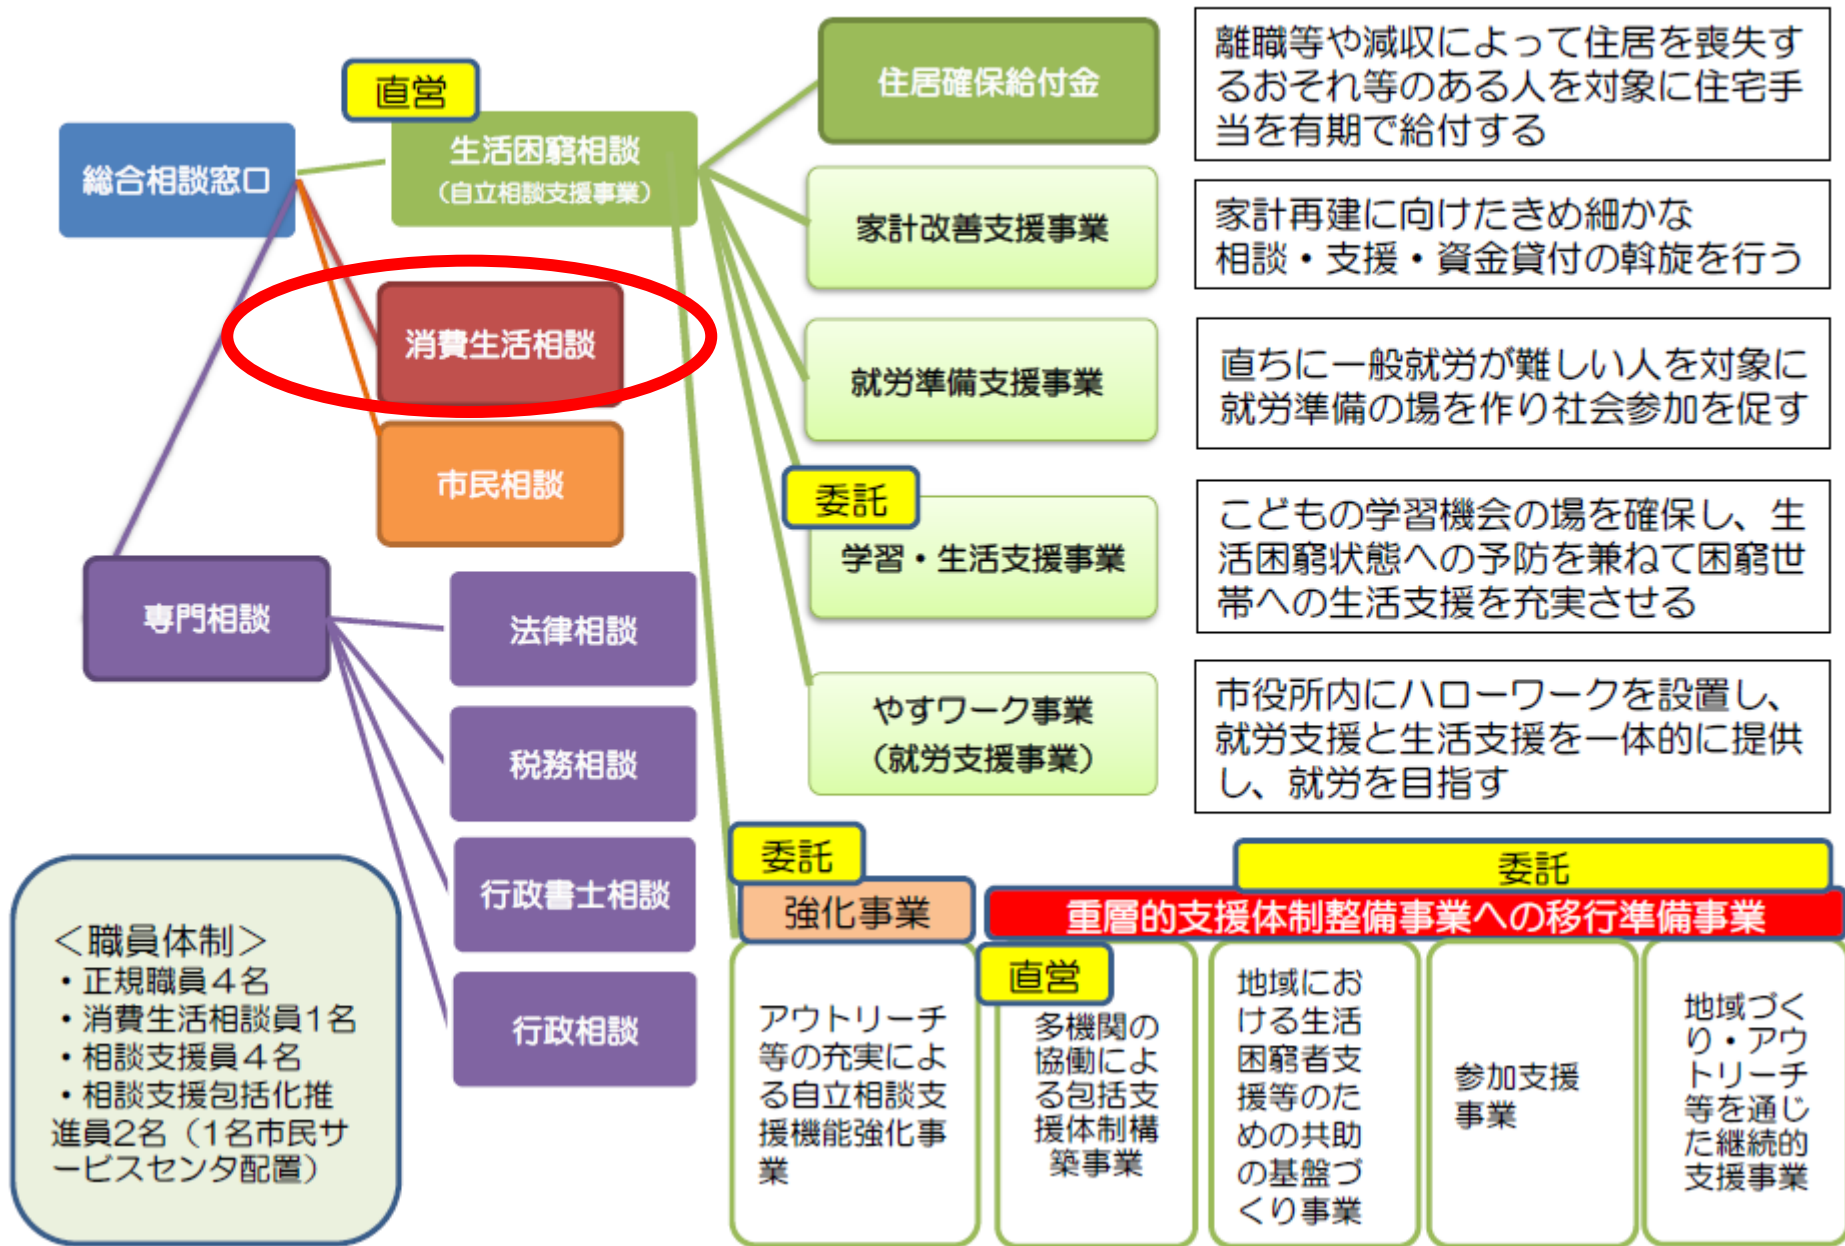 直営
総合相談窓口
生活困窮相談
（自立相談支援事業）
消費生活相談
市民相談
専門相談
法律相談
税務相談
行政書士相談
行政相談
住居確保給付金
離職等や減収によって住居を喪失す
るおそれ等のある人を対象に住宅手
当を有期で給付する
家計改善支援事業
家計再建に向けたきめ細かな
相談・支援・資金貸付の斡旋を行う
就労準備支援事業
直ちに一般就労が難しい人を対象に
就労準備の場を作り社会参加を促す
委託
学習・生活支援事業
こどもの学習機会の場を確保し、生
活困窮状態への予防を兼ねて困窮世
帯への生活支援を充実させる
やすワーク事業
（就労支援事業）
市役所内にハローワークを設置し、
就労支援と生活支援を一体的に提供
し、就労を目指す
＜職員体制＞
・正規職員４名
・消費生活相談員1名
・相談支援員４名
・相談支援包括化推
進員2名（1名市民サ
ービスセンタ配置）
委託
強化事業
アウトリーチ
等の充実によ
る自立相談支
援機能強化事
業
委託
重層的支援体制整備事業への移行準備事業
直営
多機関の
協働によ
る包括支
援体制構
築事業
地域にお
ける生活
困窮者支
援等のた
めの共助
の基盤づ
くり事業
参加支援
事業
地域づく
り・アウ
トリーチ
等を通じ
た継続的
支援事業